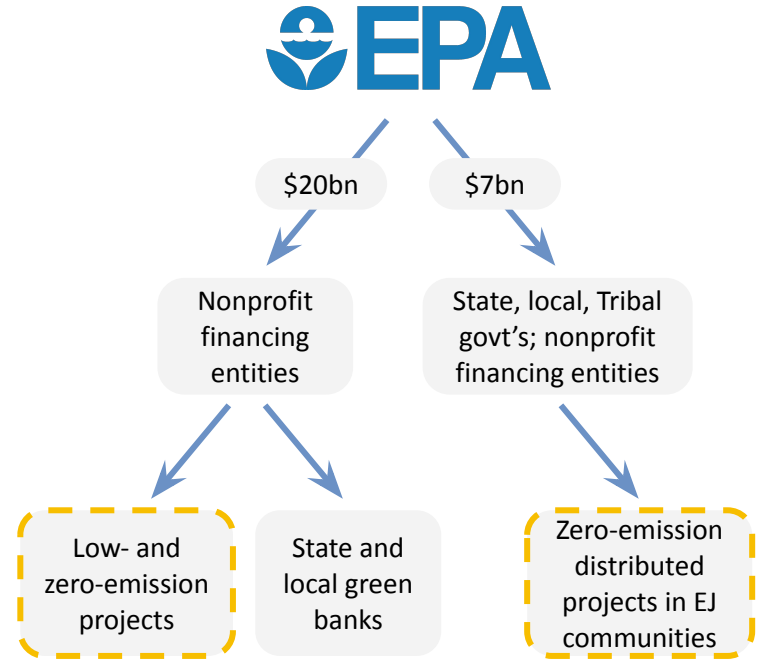 EPA
$20bn
$7bn
Nonprofit
financing
entities
State, local, Tribal
govt's; nonprofit
financing entities
Low- and
zero-emission
projects
State and
local green
banks
Zero-emission
distributed
projects in EJ
communities